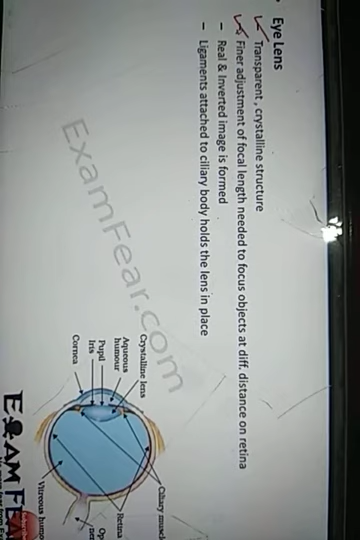 Eye Lens
Transparent , crystalline structure
Finer adjustment of focal length needed to focus objects at diff. distance on retina
– Real & Inverted image is formed
– Ligaments attached to ciliary body holds the lens in place
ExamFear.com
Crystalline lens
Aqueous
humour
Pupil
Iris
Cornea
Ciliary
Retina
Vitreous